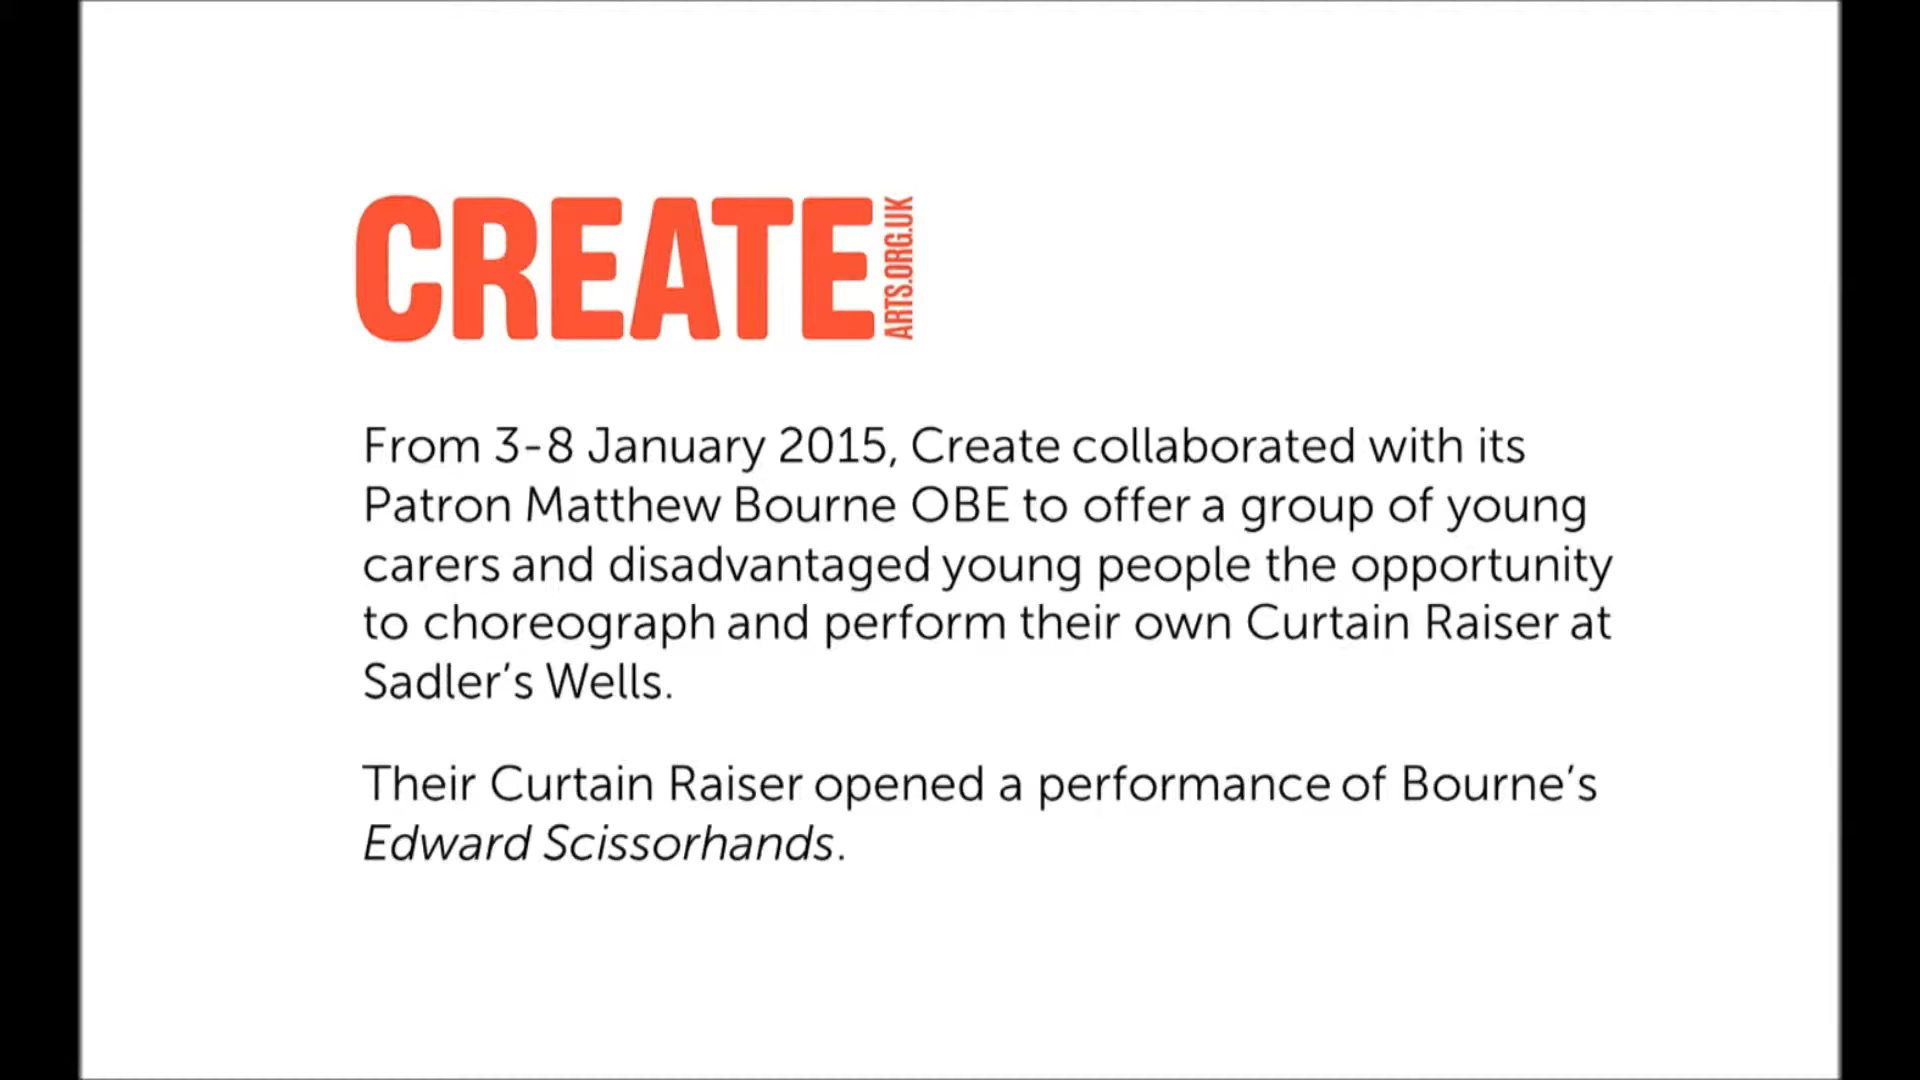 CREATE ARTS.ORG.UK
From 3-8 January 2015, Create collaborated with its
Patron Matthew Bourne OBE to offer a group of young
carers and disadvantaged young people the opportunity
to choreograph and perform their own Curtain Raiser at
Sadler’s Wells.
Their Curtain Raiser opened a performance of Bourne’s
Edward Scissorhands.